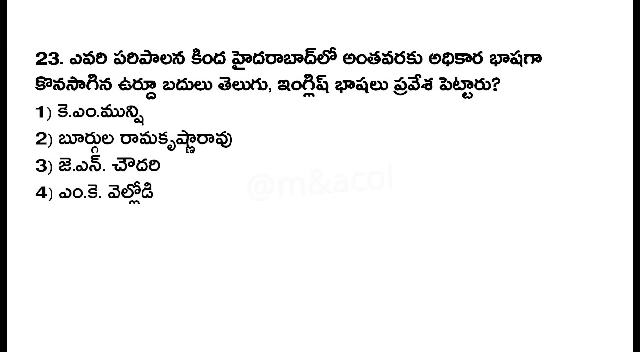 23. ఎవరి పరిపాలన కింద హైదరాబాద్‌లో అంతవరకు అధికార భాషగా
కొనసాగిన ఉర్దూ బదులు తెలుగు, ఇంగ్లిష్ భాషలు ప్రవేశ పెట్టారు?
1) కె.ఎం.మున్షి
2) బూర్గుల రామకృష్ణారావు
3) జె.ఎన్. చౌదరి
4) ఎం.కె. వెల్లోడి
@m&acol